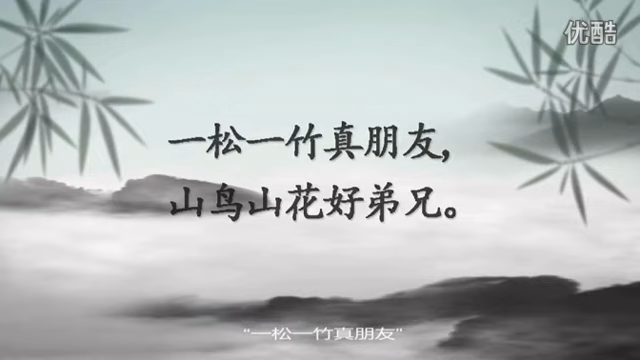 优酷
一松一竹真朋友,
山鸟山花好弟兄。
“一松一竹真朋友”